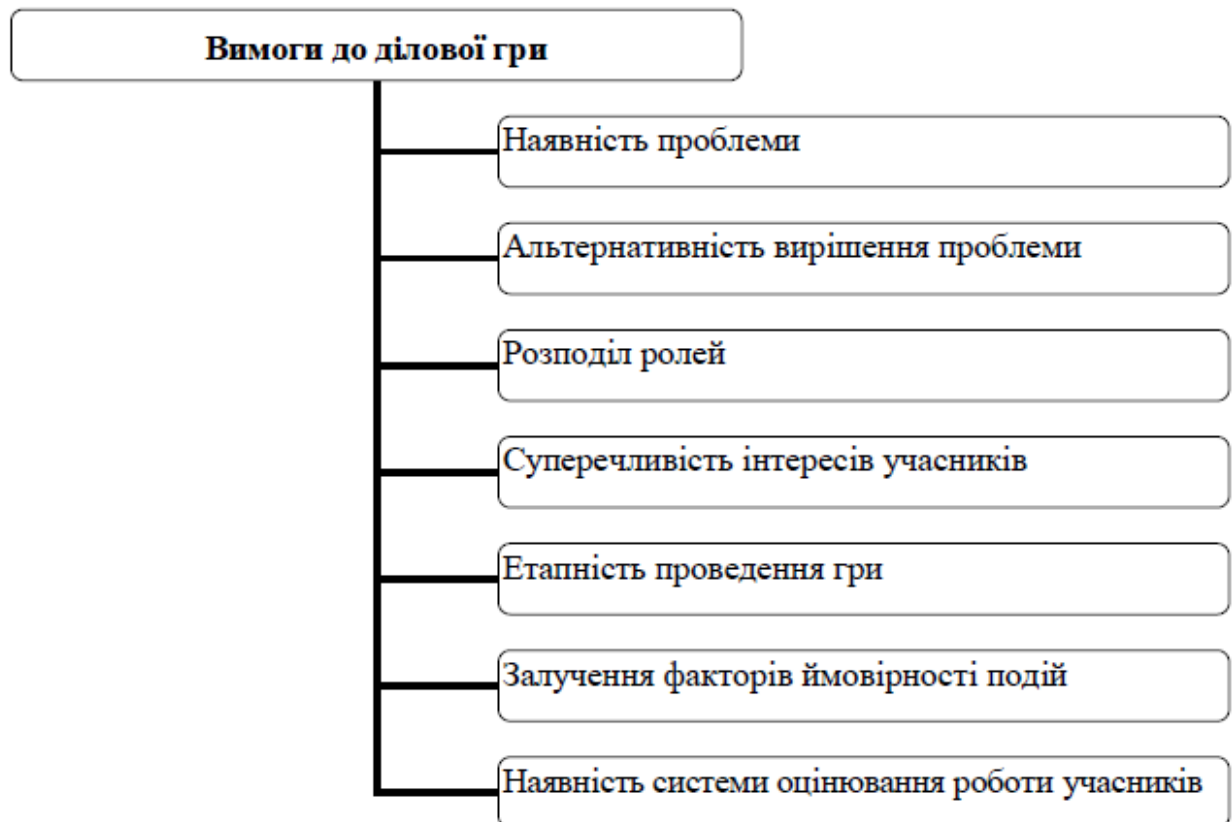 Вимоги до ділової гри
Наявність проблеми
Альтернативність вирішення проблеми
Розподіл ролей
Суперечливість інтересів учасників
Етапність проведення гри
Залучення факторів ймовірності подій
Наявність системи оцінювання роботи учасників